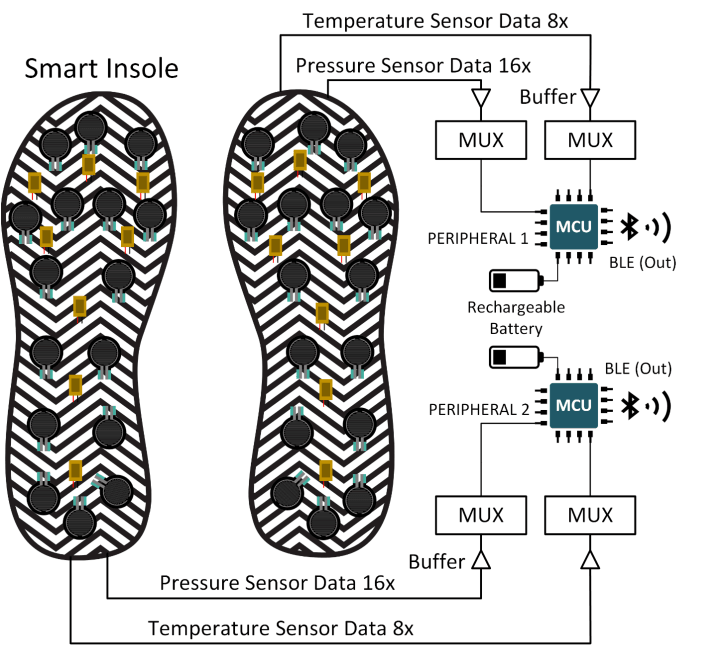 Temperature Sensor Data 8x
Pressure Sensor Data 16x
Smart Insole
Buffer
MUX
MUX
MCU
PERIPHERAL 1
BLE (Out)
Rechargeable
Battery
BLE (Out)
MCU
PERIPHERAL 2
MUX
MUX
Buffer
Pressure Sensor Data 16x
Temperature Sensor Data 8x